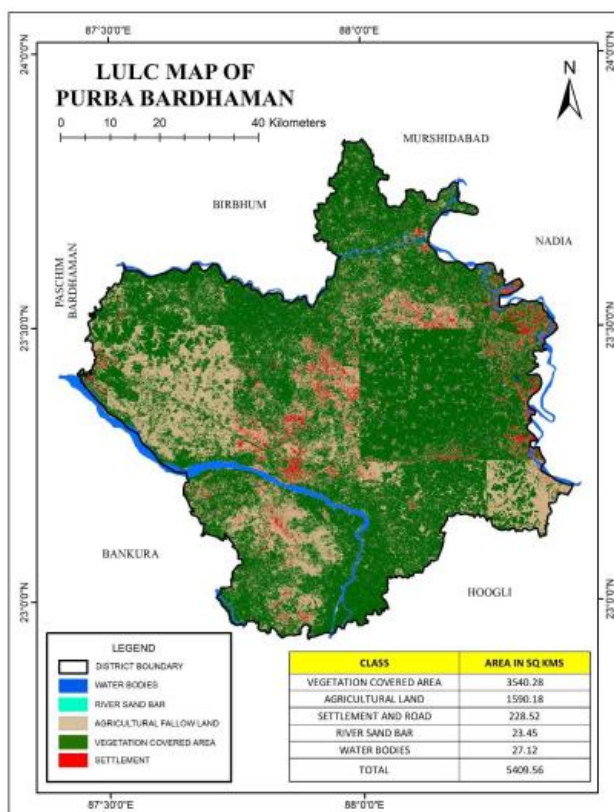 87°30'0"E 88°0'0"E
24°0'0"N 24°0'0"N
LULC MAP OF
PURBA BARDHAMAN
0 10 20 40 Kilometers
N
MURSHIDABAD
BIRBHUM
NADIA
PASCHIM
BARDHAMAN
23°30'0"N 23°30'0"N
BANKURA
HOOGLI
23°0'0"N 23°0'0"N
LEGEND
DISTRICT BOUNDARY
WATER BODIES
RIVER SAND BAR
AGRICULTURAL FALLOW LAND
VEGETATION COVERED AREA
SETTLEMENT
CLASS AREA IN SQ KMS
VEGETATION COVERED AREA 3540.28
AGRICULTURAL LAND 1590.18
SETTLEMENT AND ROAD 228.52
RIVER SAND BAR 23.45
WATER BODIES 27.12
TOTAL 5409.56
87°30'0"E 88°0'0"E